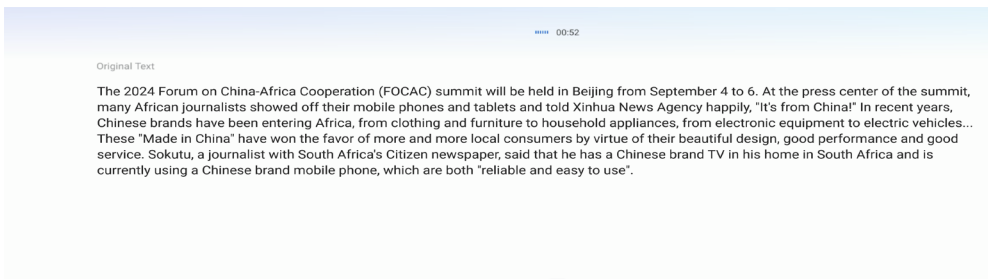 00:52
Original Text
The 2024 Forum on China-Africa Cooperation (FOCAC) summit will be held in Beijing from September 4 to 6. At the press center of the summit,
many African journalists showed off their mobile phones and tablets and told Xinhua News Agency happily, "It's from China!" In recent years,
Chinese brands have been entering Africa, from clothing and furniture to household appliances, from electronic equipment to electric vehicles...
These "Made in China" have won the favor of more and more local consumers by virtue of their beautiful design, good performance and good
service. Sokutu, a journalist with South Africa's Citizen newspaper, said that he has a Chinese brand TV in his home in South Africa and is
currently using a Chinese brand mobile phone, which are both "reliable and easy to use".